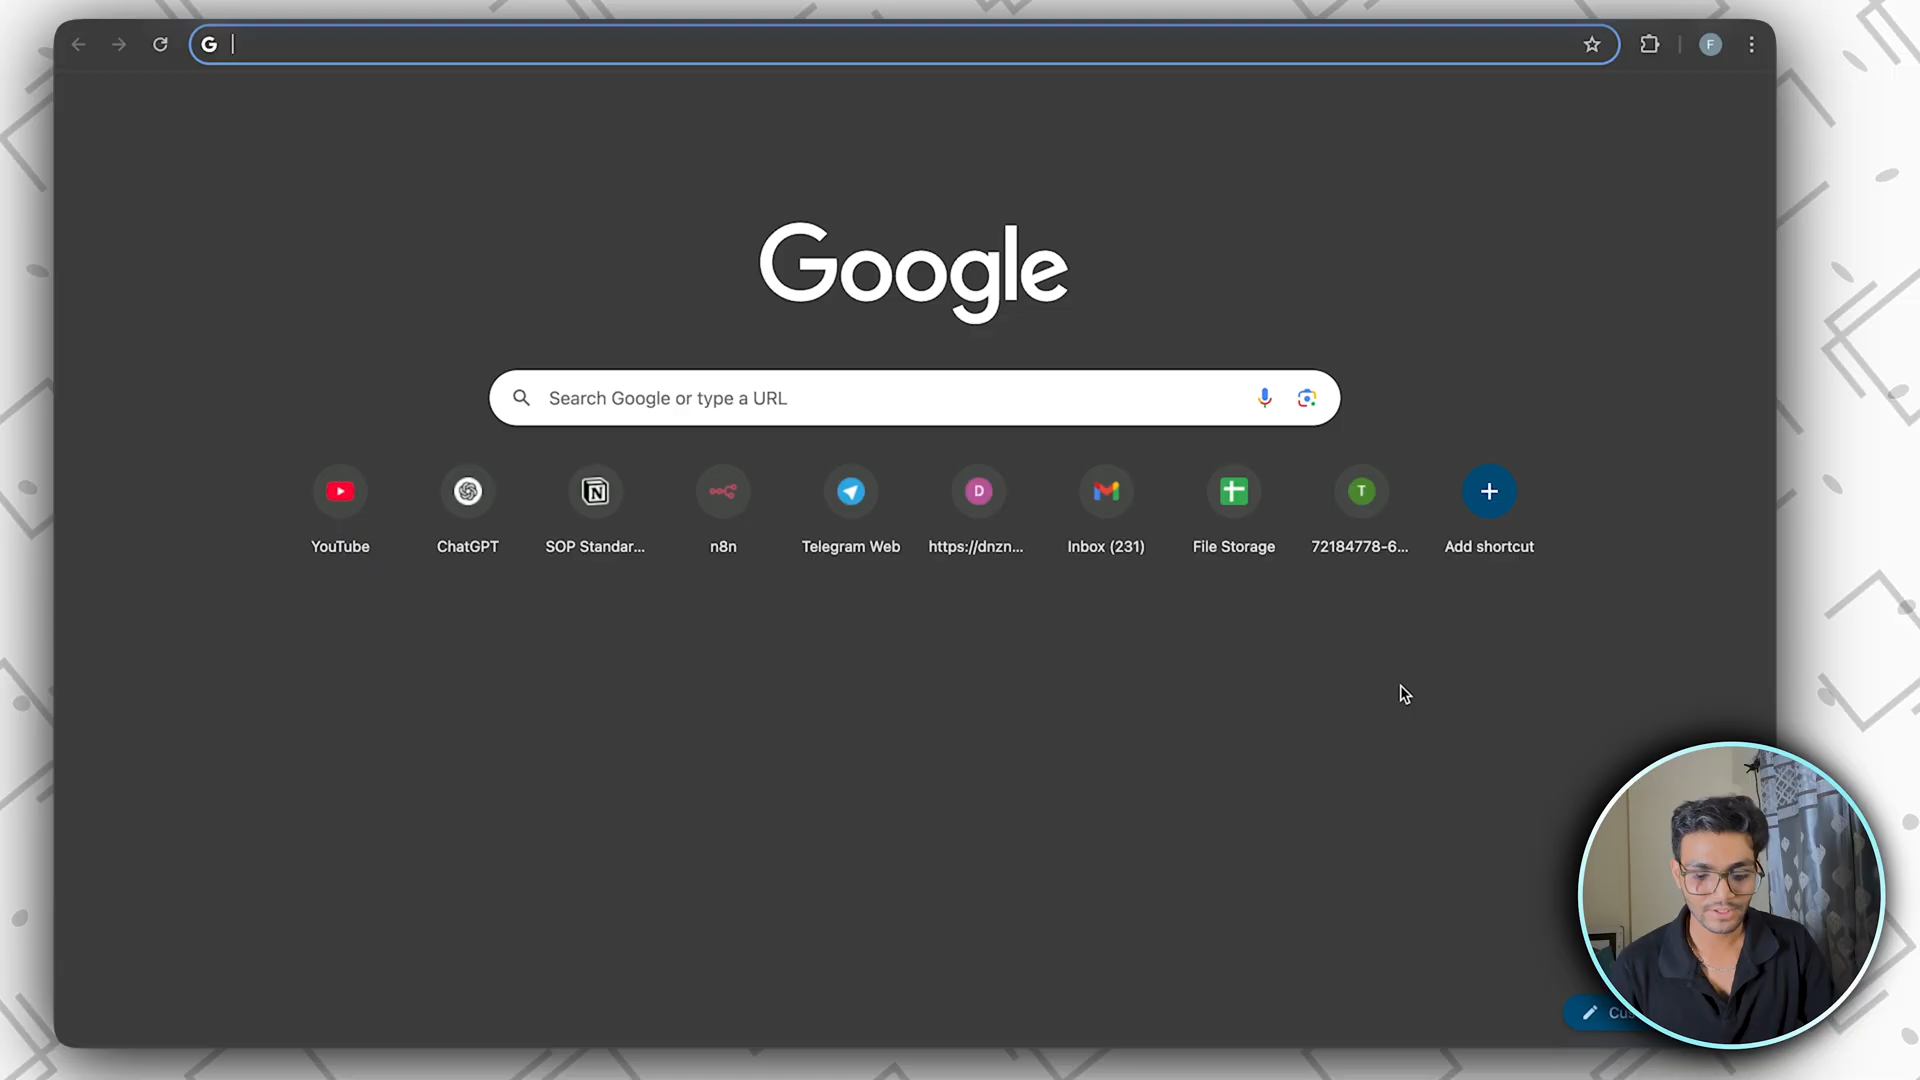 F
Google
Search Google or type a URL
D
T
YouTube
ChatGPT
SOP Standar...
n8n
Telegram Web
https://dnzn...
Inbox (231)
File Storage
72184778-6...
Add shortcut